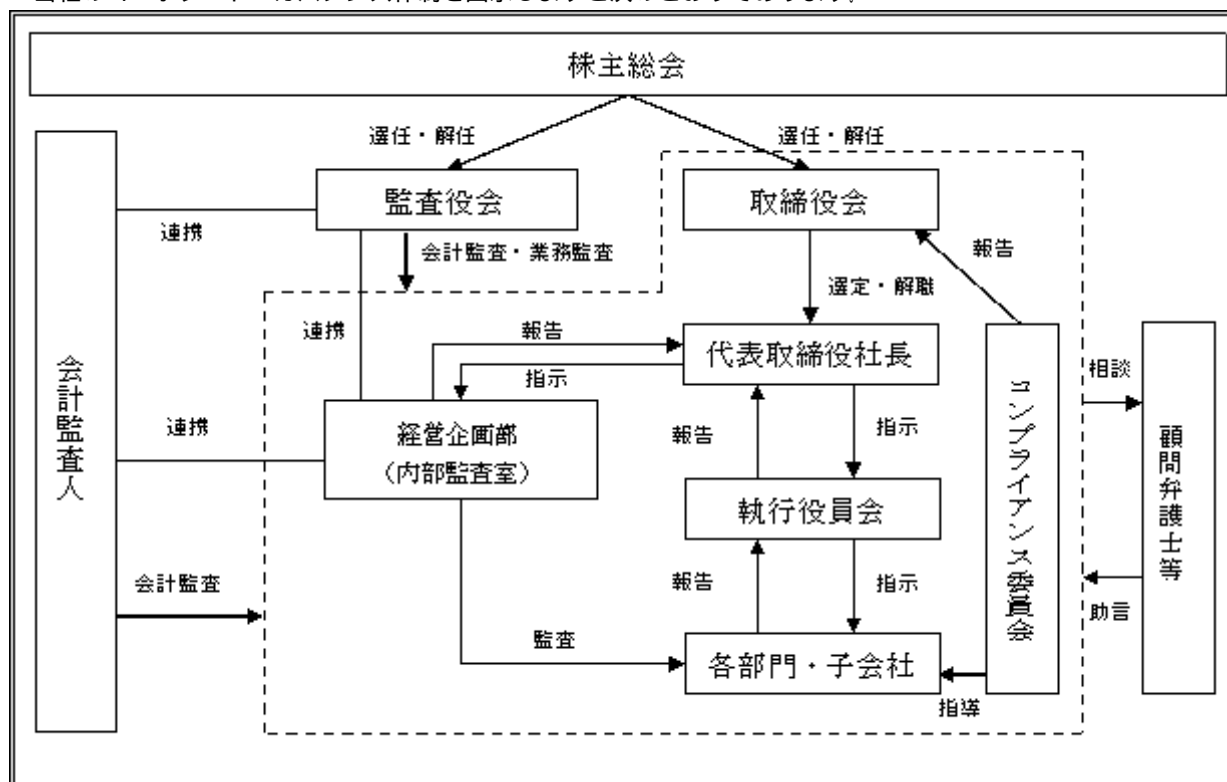 株主総会
選任・解任
選任・解任
監査役会
取締役会
連携
会計監査・業務監査
報告
選定・解職
連携
報告
代表取締役社長
指示
相談
会計監査人
連携
経営企画部
（内部監査室）
報告
指示
コンプライアンス委員会
顧問弁護士等
執行役員会
会計監査
報告
指示
助言
監査
各部門・子会社
指導